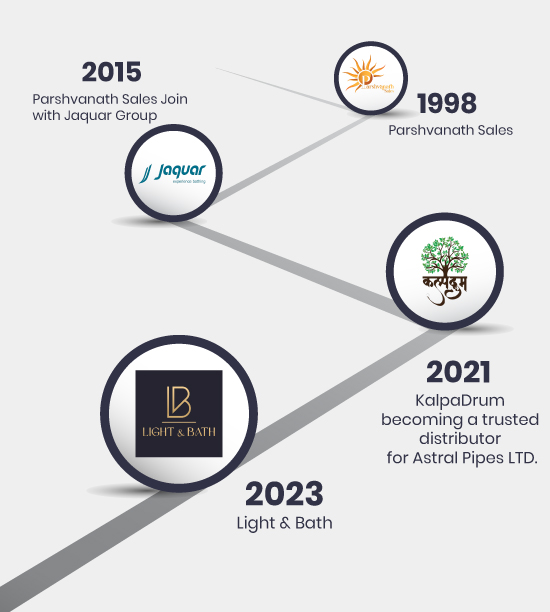 2015
Parshvanath Sales Join
with Jaquar Group
Parshvanath
1998
Parshvanath Sales
Jaquar
experience bathing
कल्पद्रुम
2021
KalpaDrum
becoming a trusted
distributor
for Astral Pipes LTD.
LB
LIGHT & BATH
2023
Light & Bath